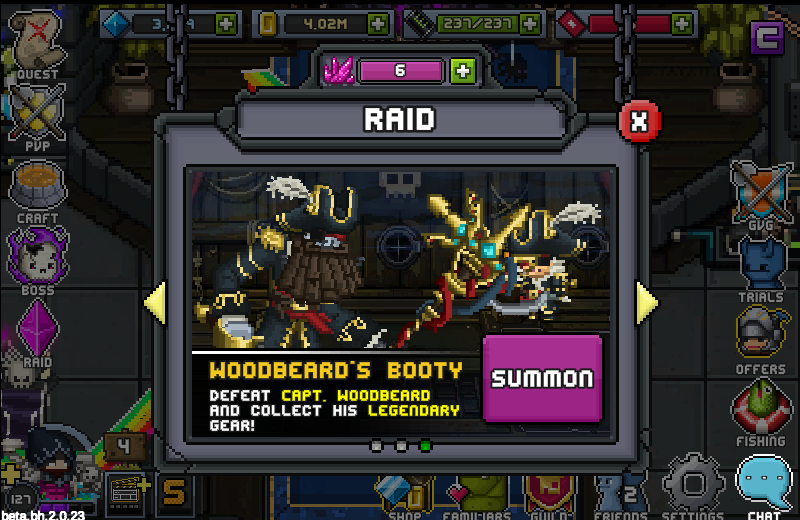 4.02M
237/237
6
QUEST
RAID
X
PVP
CRAFT
GVG
BOSS
TRIALS
RAID
WOODBEARD'S BOOTY
SUMMON
OFFERS
DEFEAT CAPT. WOODBEARD
AND COLLECT HIS LEGENDARY
GEAR!
FISHING
4
127
S
2
SHOP
FAMILIARS
GUILD
FRIENDS
SETTINGS
CHAT
beta.bh.2.0.23